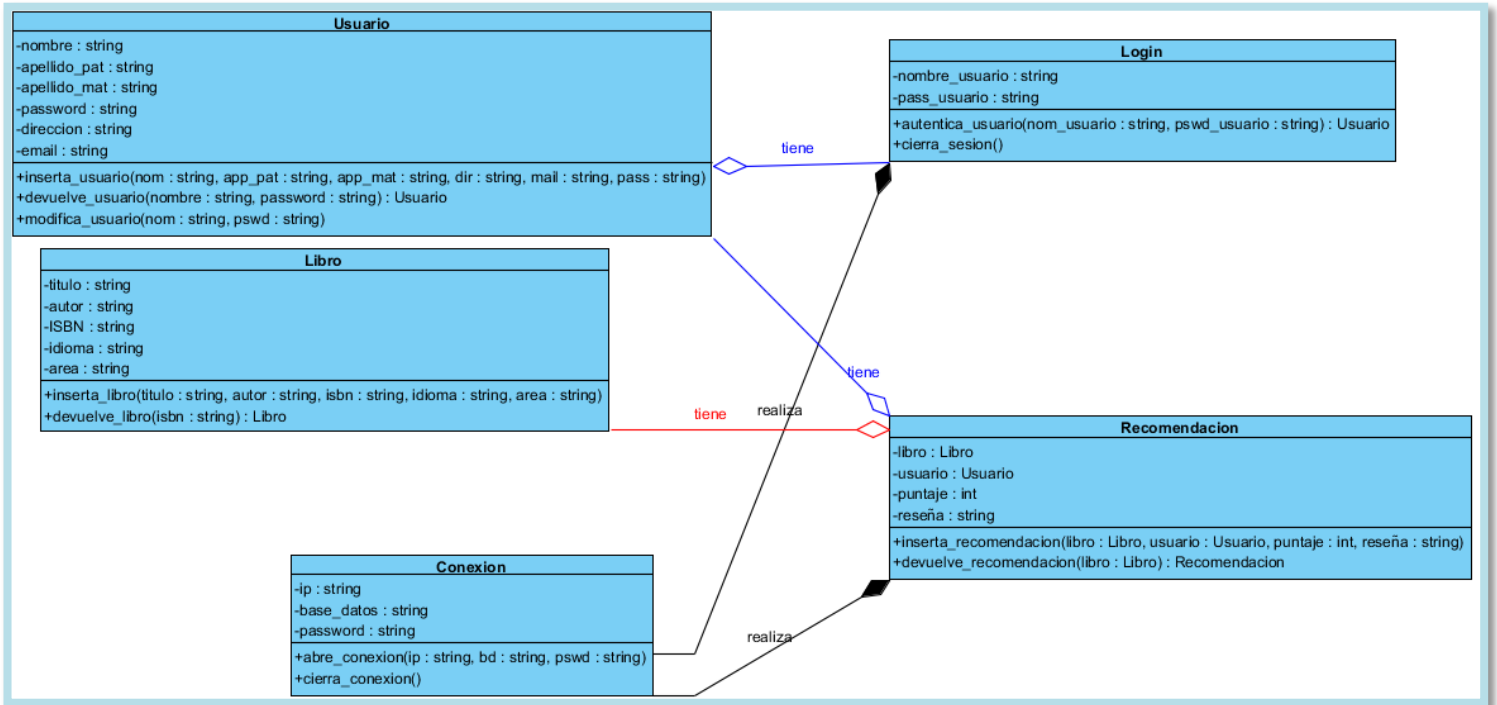 Usuario
-nombre : string
-apellido_pat : string
-apellido_mat : string
-password : string
-direccion : string
-email : string
+inserta_usuario(nom : string, app_pat : string, app_mat : string, dir : string, mail : string, pass : string)
+devuelve_usuario(nombre : string, password : string) : Usuario
+modifica_usuario(nom : string, pswd : string)
Login
-nombre_usuario : string
-pass_usuario : string
+autentica_usuario(nom_usuario : string, pswd_usuario : string) : Usuario
+cierra_sesion()
tiene
Libro
-titulo : string
-autor : string
-ISBN : string
-idioma : string
-area : string
+inserta_libro(titulo : string, autor : string, isbn : string, idioma : string, area : string)
+devuelve_libro(isbn : string) : Libro
tiene
tiene
realiza
Recomendacion
-libro : Libro
-usuario : Usuario
-puntaje : int
-reseña : string
+inserta_recomendacion(libro : Libro, usuario : Usuario, puntaje : int, reseña : string)
+devuelve_recomendacion(libro : Libro) : Recomendacion
Conexion
-ip : string
-base_datos : string
-password : string
+abre_conexion(ip : string, bd : string, pswd : string)
+cierra_conexion()
realiza